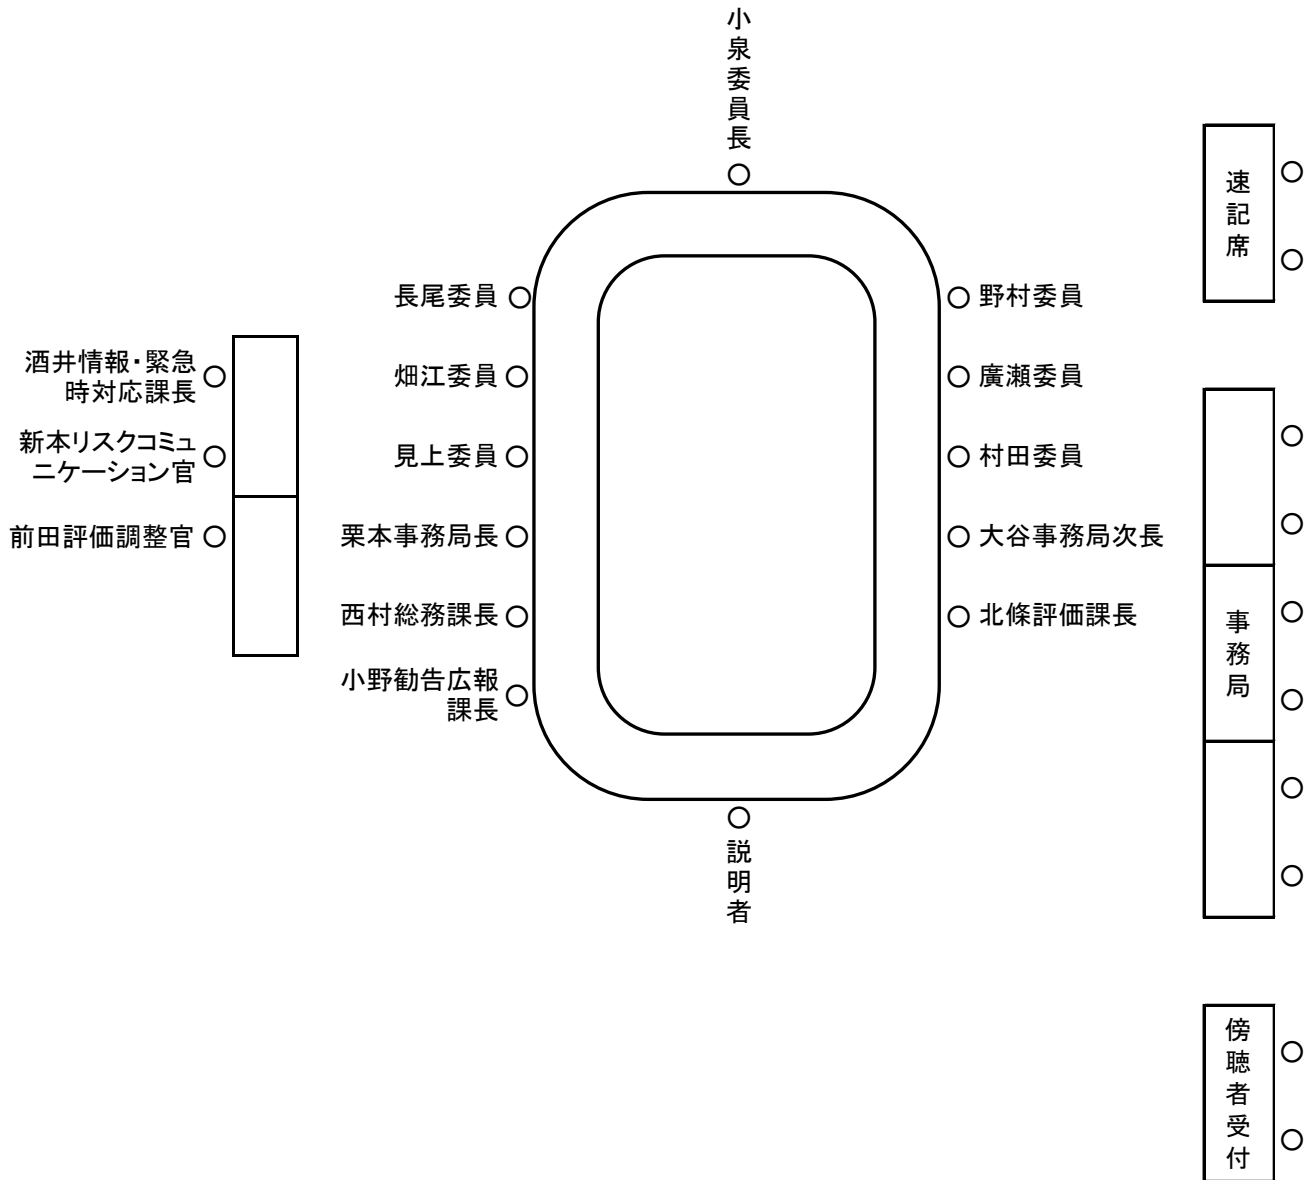 小泉委員長
速記席
長尾委員
野村委員
酒井情報・緊急
時対応課長
畑江委員
廣瀬委員
新本リスクコミュ
ニケーション官
見上委員
村田委員
前田評価調整官
栗本事務局長
大谷事務局次長
西村総務課長
北條評価課長
事務局
小野勧告広報
課長
説明者
傍聴者受付